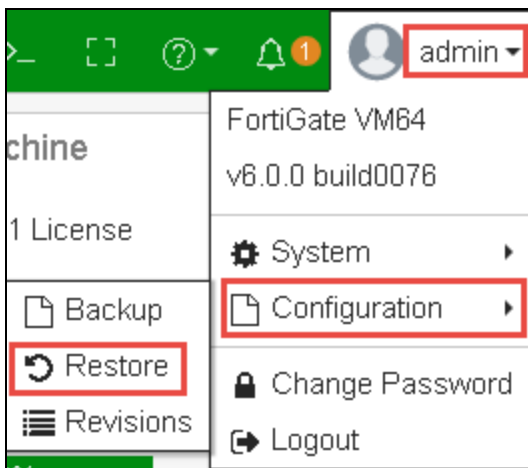 >_ ? 1 admin
FortiGate VM64
chine
v6.0.0 build0076
1 License
System
Backup
Configuration
Restore
Change Password
Revisions
Logout